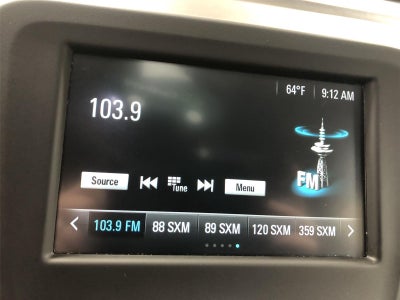 64°F 9:12 AM
103.9
FM
Source Tune Menu
103.9 FM 88 SXM 89 SXM 120 SXM 359 SXM